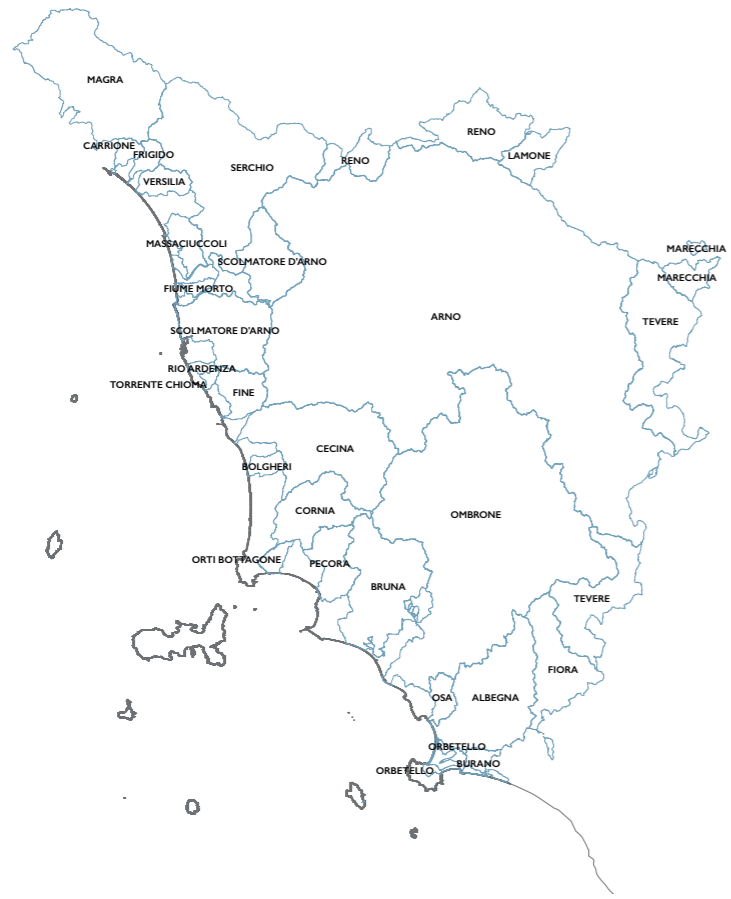 MAGRA
RENO
CARRIONE
FRIGIDO
LAMONE
RENO
SERCHIO
VERSILIA
MASSACIUCCOLI
MARECCHIA
SCOLMATORE D'ARNO
MARECCHIA
FIUME MORTO
ARNO
TEVERE
SCOLMATORE D'ARNO
RIO ARDENZA
TORRENTE CHIOMA
FINE
CECINA
BOLGHERI
CORNIA
OMBRONE
ORTI BOTTAGONE
PECORA
BRUNA
TEVERE
FIORA
OSA
ALBEGNA
ORBETELLO
BURANO
ORBETELLO